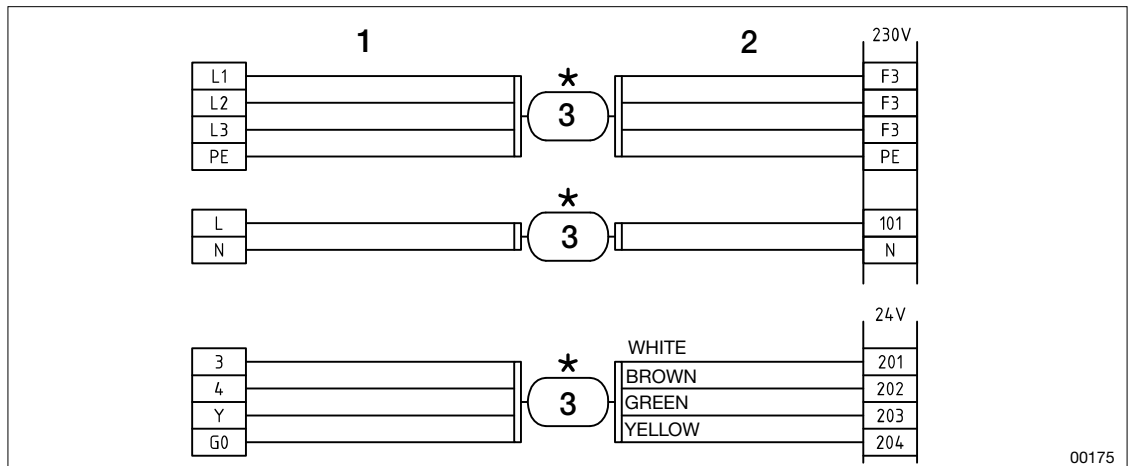 1 2 230V
L1 * F3
L2 3 F3
L3 F3
PE PE
*
L 3 101
N N
24V
3 * WHITE 201
4 3 BROWN 202
Y GREEN 203
G0 YELLOW 204
00175